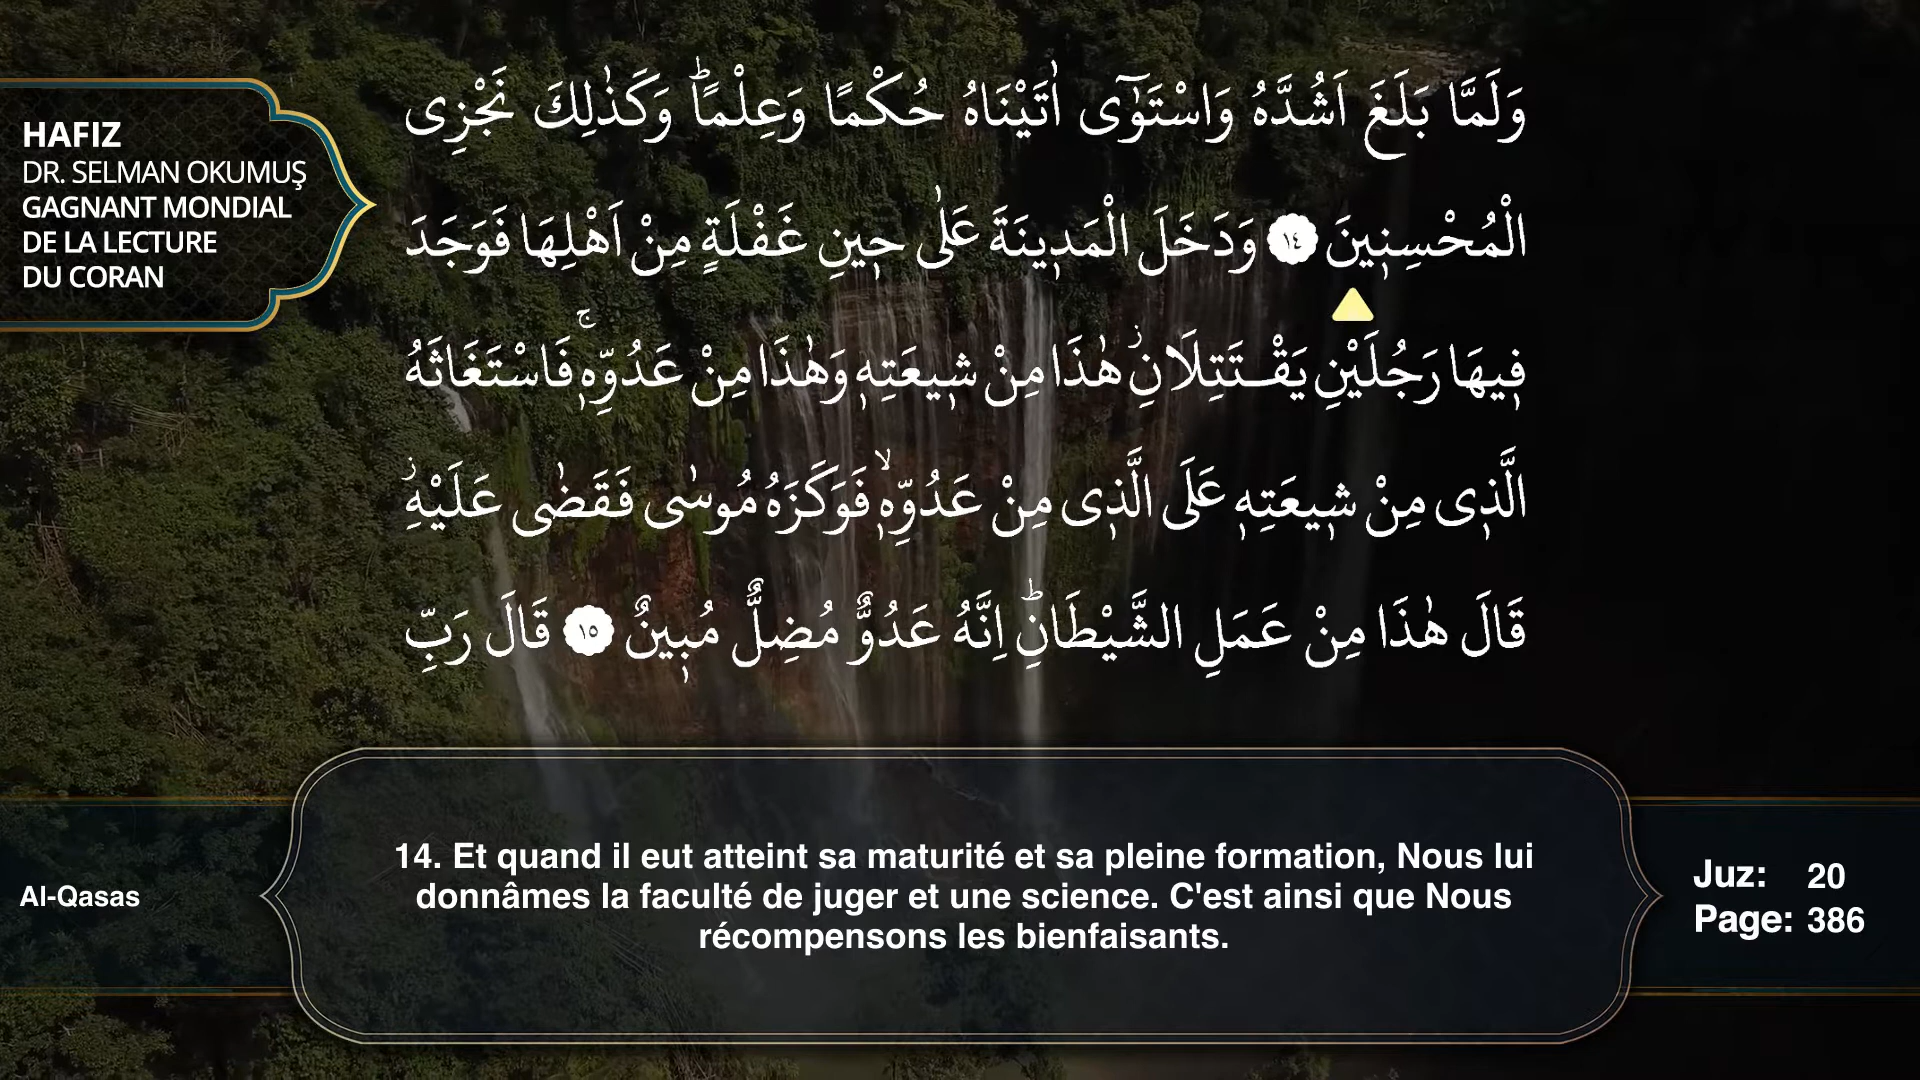 HAFIZ
DR. SELMAN OKUMUŞ
GAGNANT MONDIAL
DE LA LECTURE
DU CORAN
وَلَمَّا بَلَغَ اَشُدَّهُ وَاسْتَوٰٓى اٰتَيْنَاهُ حُكْمًا وَعِلْمًاۜ وَكَذٰلِكَ نَجْزِى
الْمُحْسِن۪ينَ ١٤ وَدَخَلَ الْمَد۪ينَةَ عَلٰى ح۪ينِ غَفْلَةٍ مِنْ اَهْلِهَا فَوَجَدَ
ف۪يهَا رَجُلَيْنِ يَقْتَتِلَانِۘ هٰذَا مِنْ ش۪يعَتِه۪ وَهٰذَا مِنْ عَدُوِّه۪ۚ فَاسْتَغَاثَهُ
الَّذ۪ى مِنْ ش۪يعَتِه۪ عَلَى الَّذ۪ى مِنْ عَدُوِّه۪ۙ فَوَكَزَهُ مُوسٰى فَقَضٰى عَلَيْهِۘ
قَالَ هٰذَا مِنْ عَمَلِ الشَّيْطَانِۜ اِنَّهُ عَدُوٌّ مُضِلٌّ مُب۪ينٌ ١٥ قَالَ رَبِّ
14. Et quand il eut atteint sa maturité et sa pleine formation, Nous lui
donnâmes la faculté de juger et une science. C'est ainsi que Nous
récompensons les bienfaisants.
Al-Qasas
Juz: 20
Page: 386